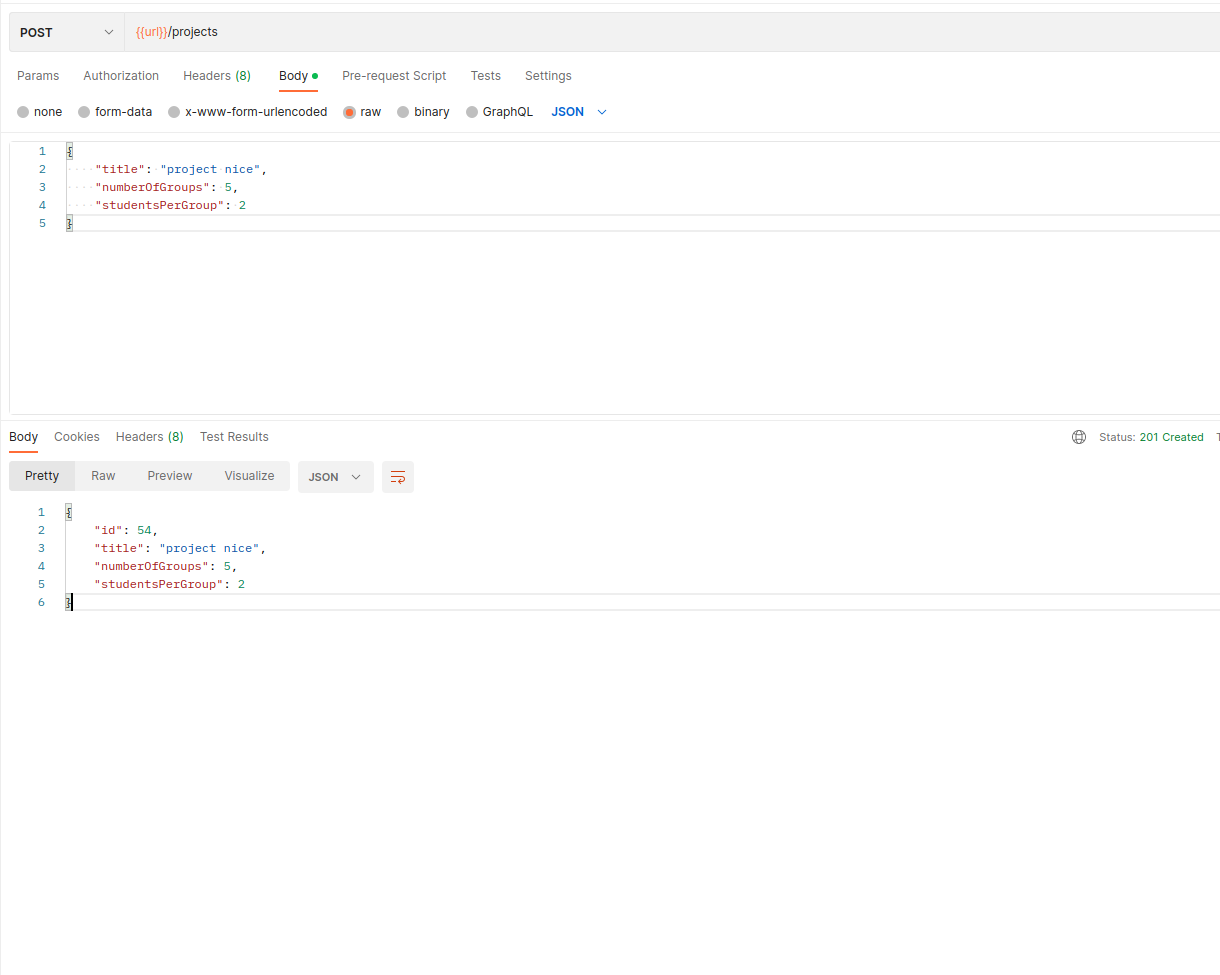 POST {{url}}/projects
Params Authorization Headers (8) Body Pre-request Script Tests Settings
none form-data x-www-form-urlencoded raw binary GraphQL JSON
1 {
2 "title": "project nice",
3 "numberOfGroups": 5,
4 "studentsPerGroup": 2
5 }
Body Cookies Headers (8) Test Results Status: 201 Created
Pretty Raw Preview Visualize JSON
1 {
2 "id": 54,
3 "title": "project nice",
4 "numberOfGroups": 5,
5 "studentsPerGroup": 2
6 }